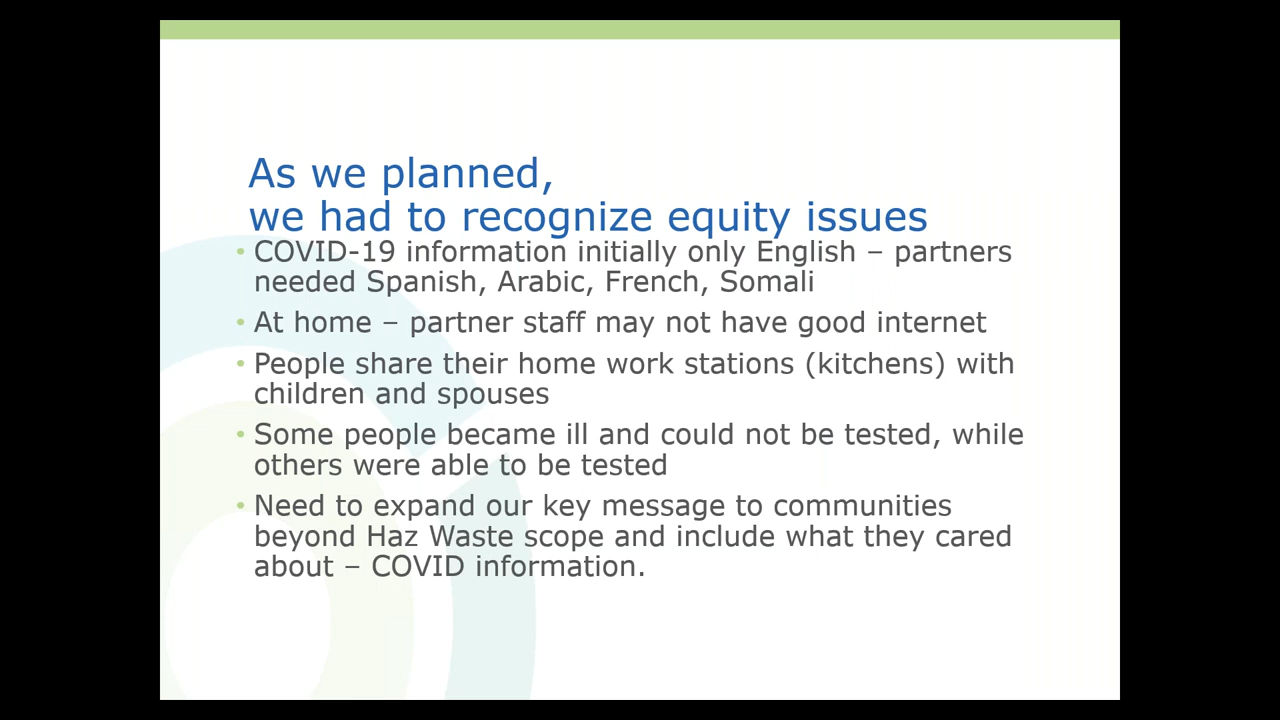 As we planned,
we had to recognize equity issues
• COVID-19 information initially only English – partners
needed Spanish, Arabic, French, Somali
• At home – partner staff may not have good internet
• People share their home work stations (kitchens) with
children and spouses
• Some people became ill and could not be tested, while
others were able to be tested
• Need to expand our key message to communities
beyond Haz Waste scope and include what they cared
about – COVID information.